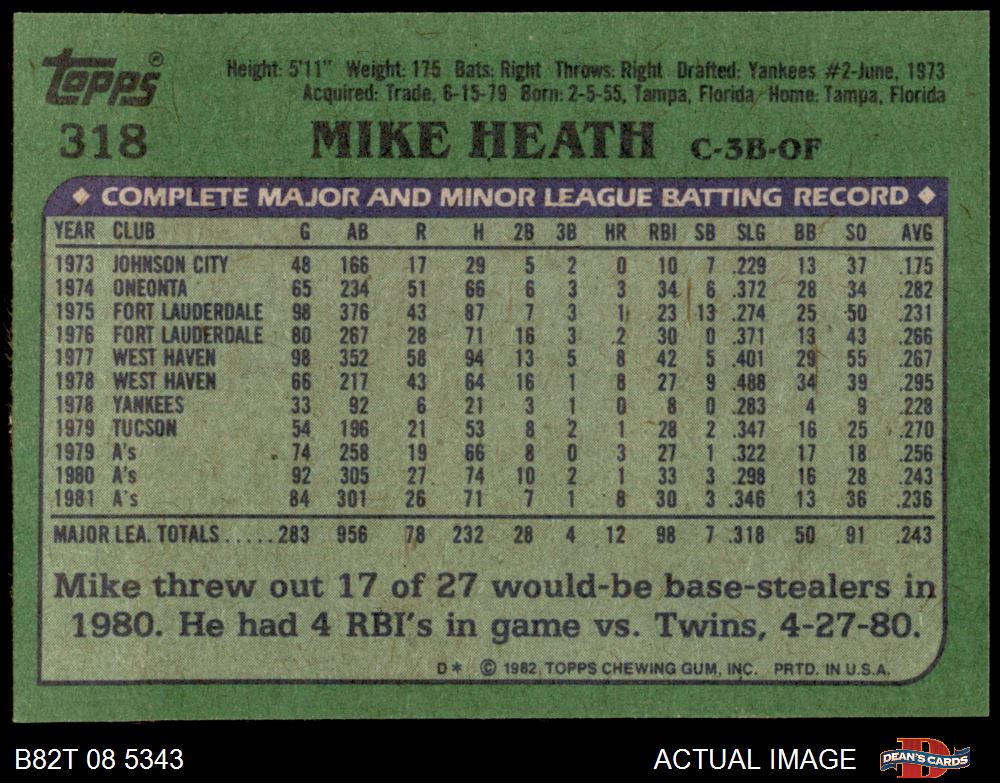 topps®
Height: 5'11" Weight: 175 Bats: Right Throws: Right Drafted: Yankees #2-June, 1973
Acquired: Trade, 6-15-79 Born: 2-5-55, Tampa, Florida Home: Tampa, Florida
318 MIKE HEATH C-3B-OF
COMPLETE MAJOR AND MINOR LEAGUE BATTING RECORD
YEAR CLUB G AB R H 2B 3B HR RBI SB SLG BB SO AVG
1973 JOHNSON CITY 48 166 17 29 5 2 0 10 7 .229 13 37 .175
1974 ONEONTA 65 234 51 66 6 3 3 34 6 .372 28 34 .282
1975 FORT LAUDERDALE 98 376 43 87 7 3 1 23 13 .274 25 50 .231
1976 FORT LAUDERDALE 80 267 28 71 16 3 2 30 0 .371 13 43 .266
1977 WEST HAVEN 98 352 58 94 13 5 8 42 5 .401 29 55 .267
1978 WEST HAVEN 66 217 43 64 16 1 8 27 9 .488 34 39 .295
1978 YANKEES 33 92 6 21 3 1 0 8 0 .283 4 9 .228
1979 TUCSON 54 196 21 53 8 2 1 28 2 .347 16 25 .270
1979 A's 74 258 19 66 8 0 3 27 1 .322 17 18 .256
1980 A's 92 305 27 74 10 2 1 33 3 .298 16 28 .243
1981 A's 84 301 26 71 7 1 8 30 3 .346 13 36 .236
MAJOR LEA. TOTALS.....283 956 78 232 28 4 12 98 7 .318 50 91 .243
Mike threw out 17 of 27 would-be base-stealers in
1980. He had 4 RBI's in game vs. Twins, 4-27-80.
D* © 1982 TOPPS CHEWING GUM, INC. PRTD. IN U.S.A.
B82T 08 5343 ACTUAL IMAGE DEAN'S CARDS